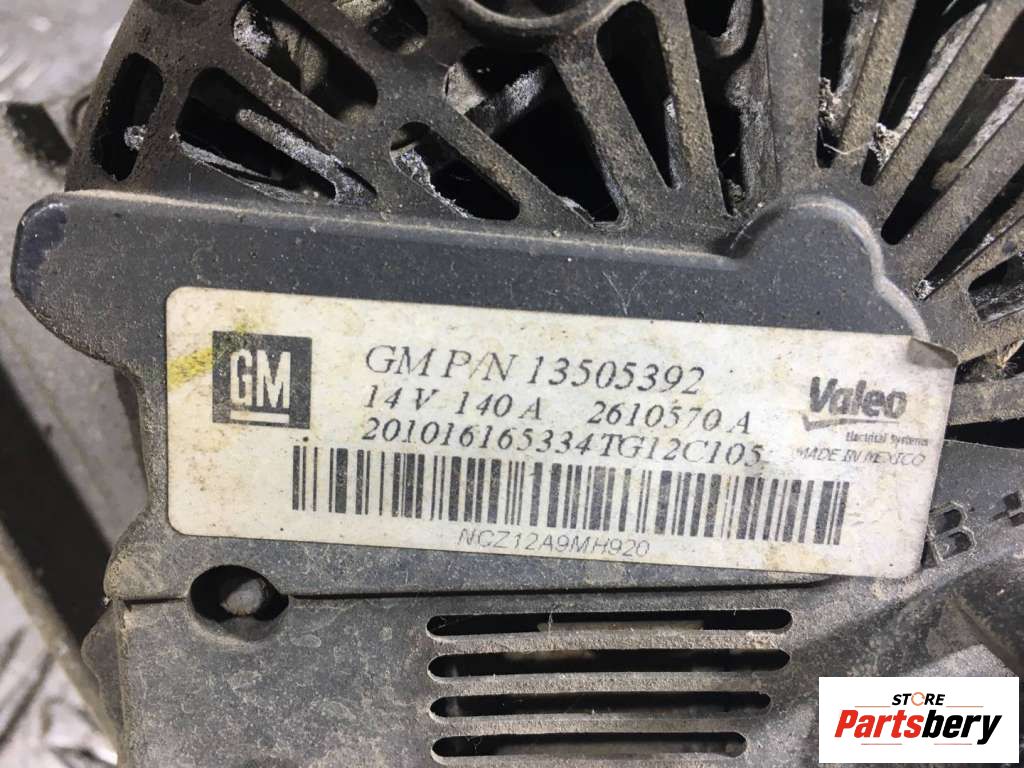 GM
GM P/N 13505392
14 V 140 A 2610570 A
201016165334TG12C105
Valeo
Electrical Systems
MADE IN MEXICO
NCZ12A9MH920
B+
STORE
Partsbery